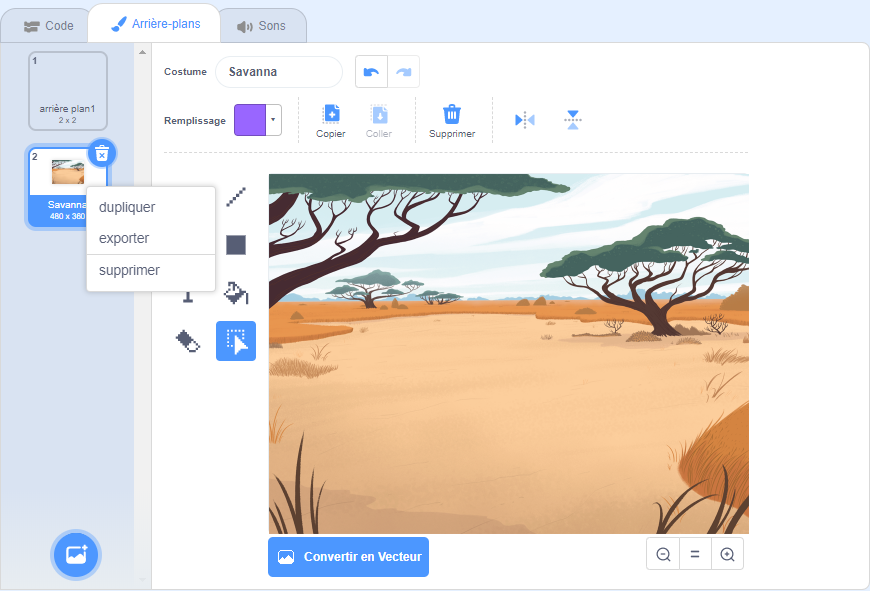 Code
Arrière-plans
Sons
1
arrière plan1
2 x 2
2
Savanna
480 x 360
dupliquer
exporter
supprimer
Costume
Savanna
Remplissage
Copier
Coller
Supprimer
Convertir en Vecteur